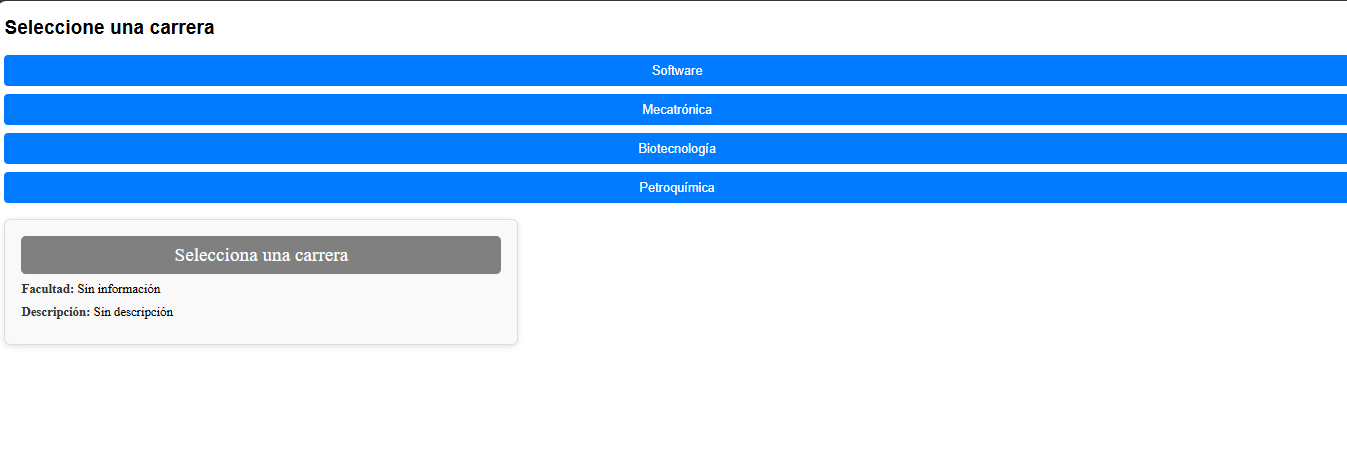 Seleccione una carrera
Software
Mecatrónica
Biotecnología
Petroquímica
Selecciona una carrera
Facultad: Sin información
Descripción: Sin descripción